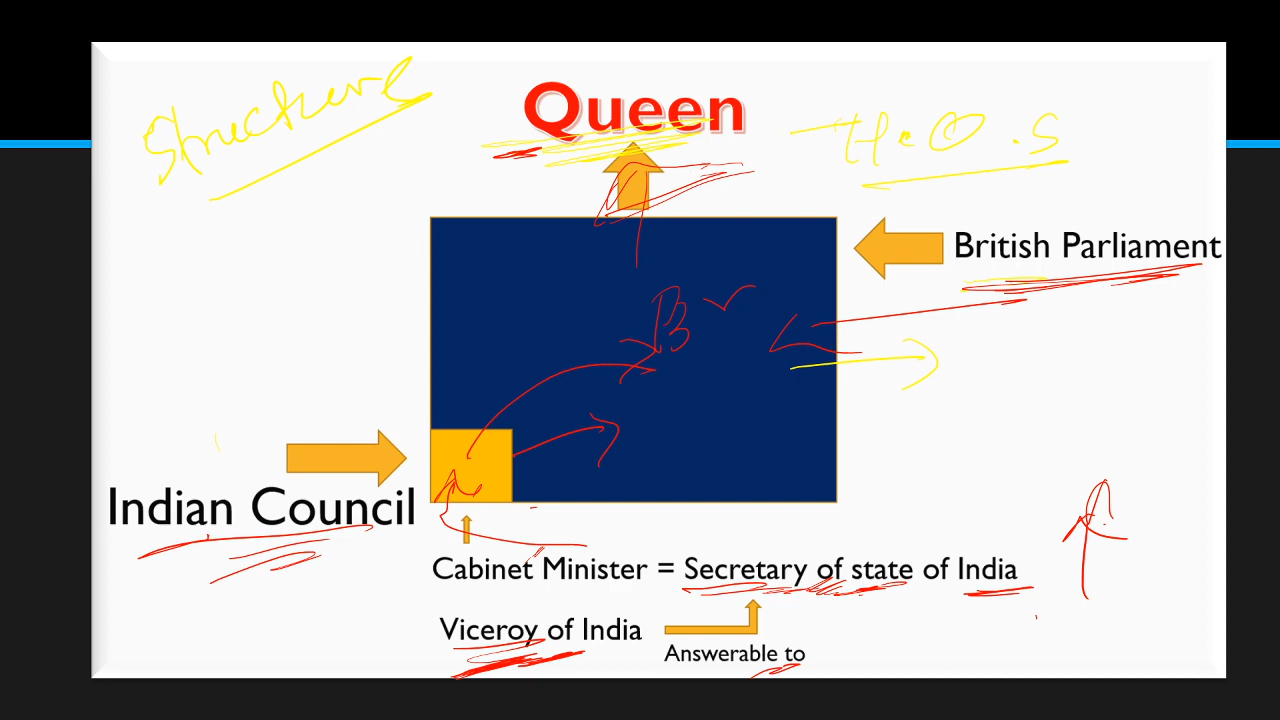 Structure
Queen
H.O.S
British Parliament
B
Indian Council
A
Cabinet Minister = Secretary of state of India
Viceroy of India
Answerable to